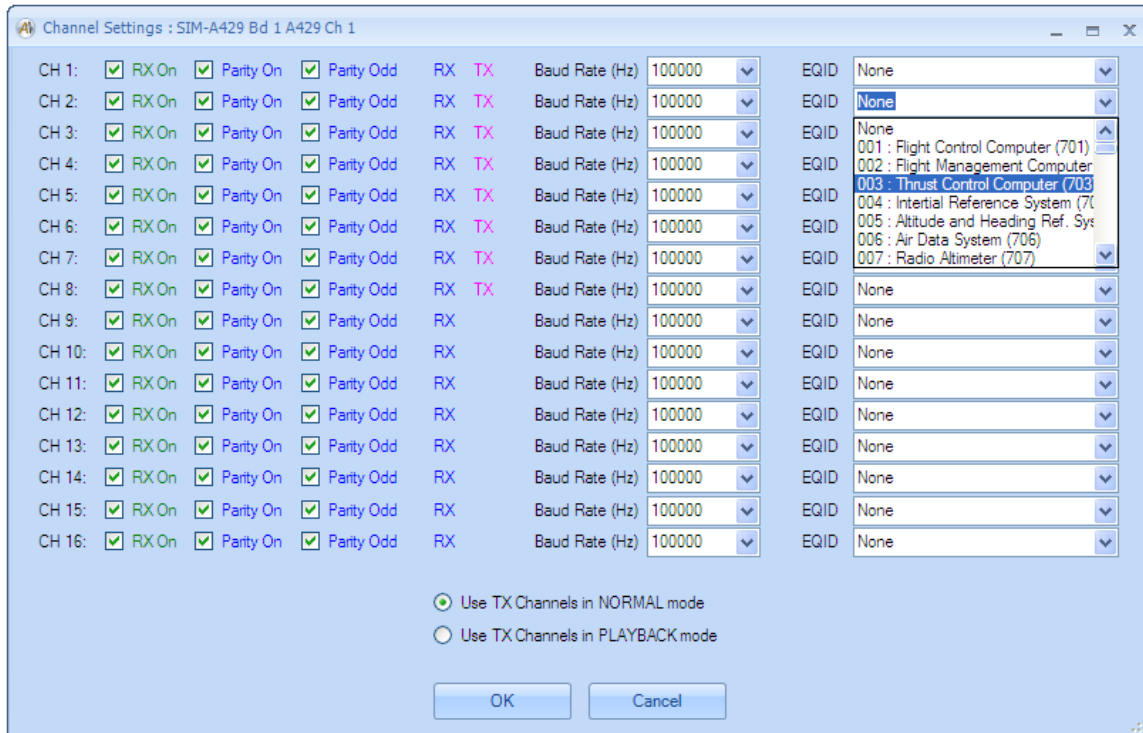 Channel Settings : SIM-A429 Bd 1 A429 Ch 1
CH 1: RX On Parity On Parity Odd RX TX Baud Rate (Hz) 100000 EQID None
CH 2: RX On Parity On Parity Odd RX TX Baud Rate (Hz) 100000 EQID None
CH 3: RX On Parity On Parity Odd RX TX Baud Rate (Hz) 100000 EQID
CH 4: RX On Parity On Parity Odd RX TX Baud Rate (Hz) 100000 EQID
CH 5: RX On Parity On Parity Odd RX TX Baud Rate (Hz) 100000 EQID
CH 6: RX On Parity On Parity Odd RX TX Baud Rate (Hz) 100000 EQID
CH 7: RX On Parity On Parity Odd RX TX Baud Rate (Hz) 100000 EQID
None
001 : Flight Control Computer (701)
002 : Flight Management Computer
003 : Thrust Control Computer (703
004 : Intertial Reference System (70
005 : Altitude and Heading Ref. Sys
006 : Air Data System (706)
007 : Radio Altimeter (707)
CH 8: RX On Parity On Parity Odd RX TX Baud Rate (Hz) 100000 EQID None
CH 9: RX On Parity On Parity Odd RX Baud Rate (Hz) 100000 EQID None
CH 10: RX On Parity On Parity Odd RX Baud Rate (Hz) 100000 EQID None
CH 11: RX On Parity On Parity Odd RX Baud Rate (Hz) 100000 EQID None
CH 12: RX On Parity On Parity Odd RX Baud Rate (Hz) 100000 EQID None
CH 13: RX On Parity On Parity Odd RX Baud Rate (Hz) 100000 EQID None
CH 14: RX On Parity On Parity Odd RX Baud Rate (Hz) 100000 EQID None
CH 15: RX On Parity On Parity Odd RX Baud Rate (Hz) 100000 EQID None
CH 16: RX On Parity On Parity Odd RX Baud Rate (Hz) 100000 EQID None
Use TX Channels in NORMAL mode
Use TX Channels in PLAYBACK mode
OK Cancel